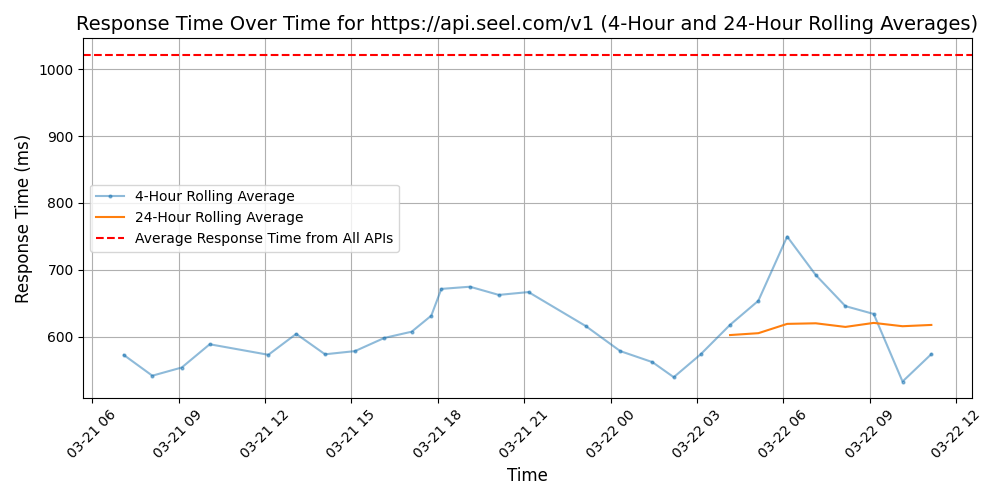 Response Time Over Time for https://api.seel.com/v1 (4-Hour and 24-Hour Rolling Averages)
Response Time (ms)
1000
900
800
700
600
4-Hour Rolling Average
24-Hour Rolling Average
Average Response Time from All APIs
03-21 06
03-21 09
03-21 12
03-21 15
03-21 18
03-21 21
03-22 00
03-22 03
03-22 06
03-22 09
03-22 12
Time